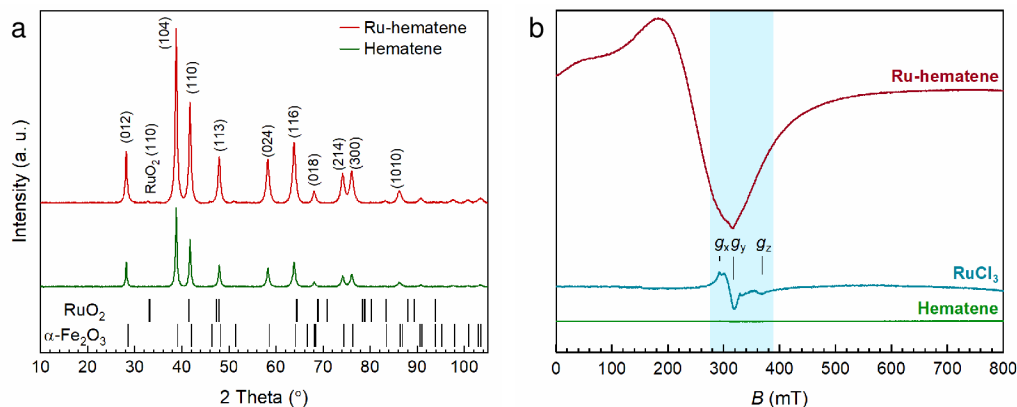 a
Intensity (a. u.)
Ru-hematene
Hematene
(012)
RuO₂ (110)
(104)
(110)
(113)
(024)
(116)
(018)
(214)
(300)
(1010)
RuO₂
α-Fe₂O₃
10 20 30 40 50 60 70 80 90 100
2 Theta (°)
b
Ru-hematene
gₓ gᵧ g_z
RuCl₃
Hematene
0 100 200 300 400 500 600 700 800
B (mT)